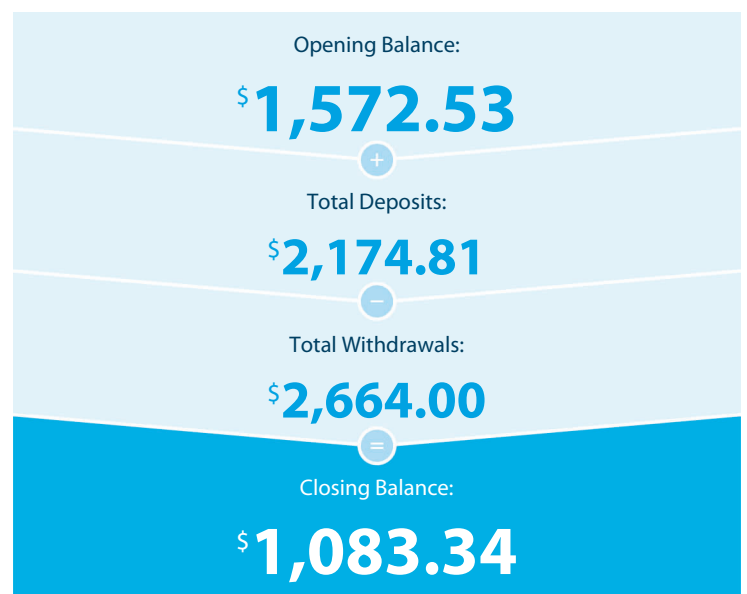 Opening Balance:
$1,572.53
+
Total Deposits:
$2,174.81
−
Total Withdrawals:
$2,664.00
=
Closing Balance:
$1,083.34